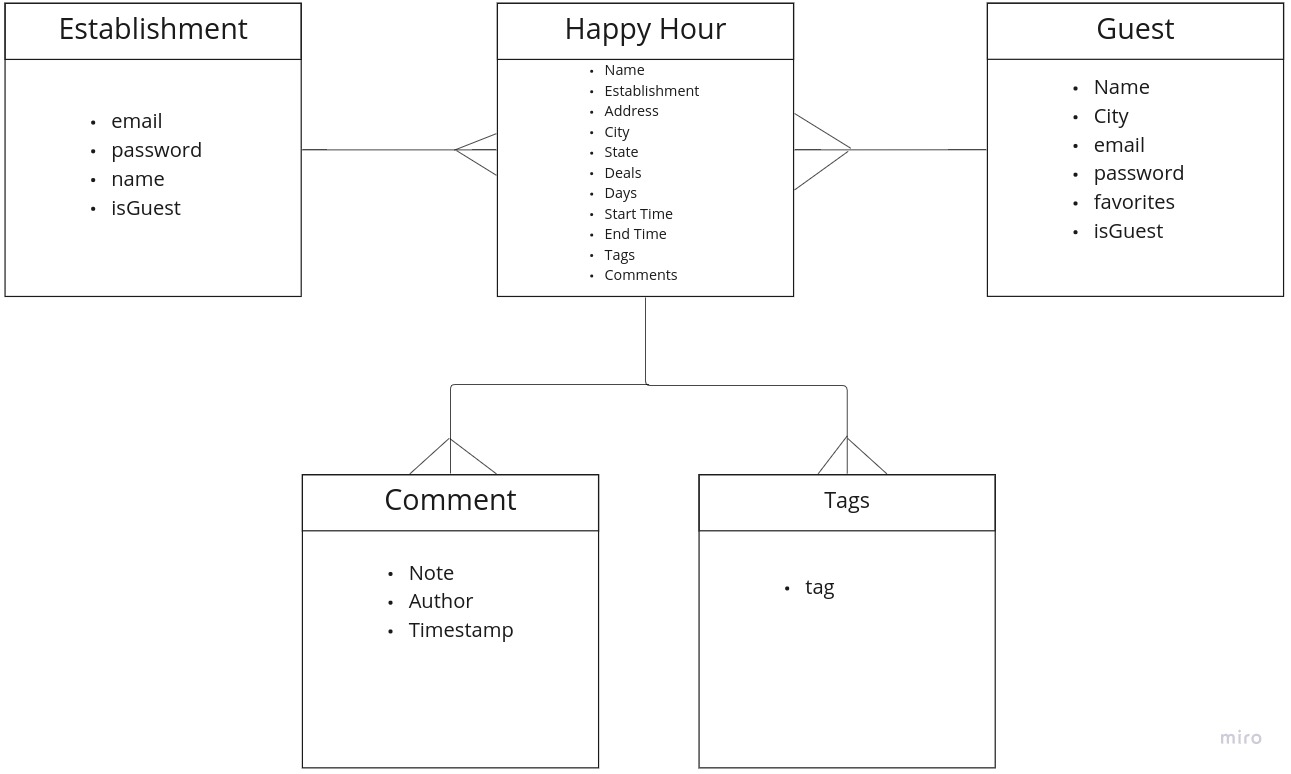 Establishment
• email
• password
• name
• isGuest
Happy Hour
• Name
• Establishment
• Address
• City
• State
• Deals
• Days
• Start Time
• End Time
• Tags
• Comments
Guest
• Name
• City
• email
• password
• favorites
• isGuest
Comment
• Note
• Author
• Timestamp
Tags
• tag
miro